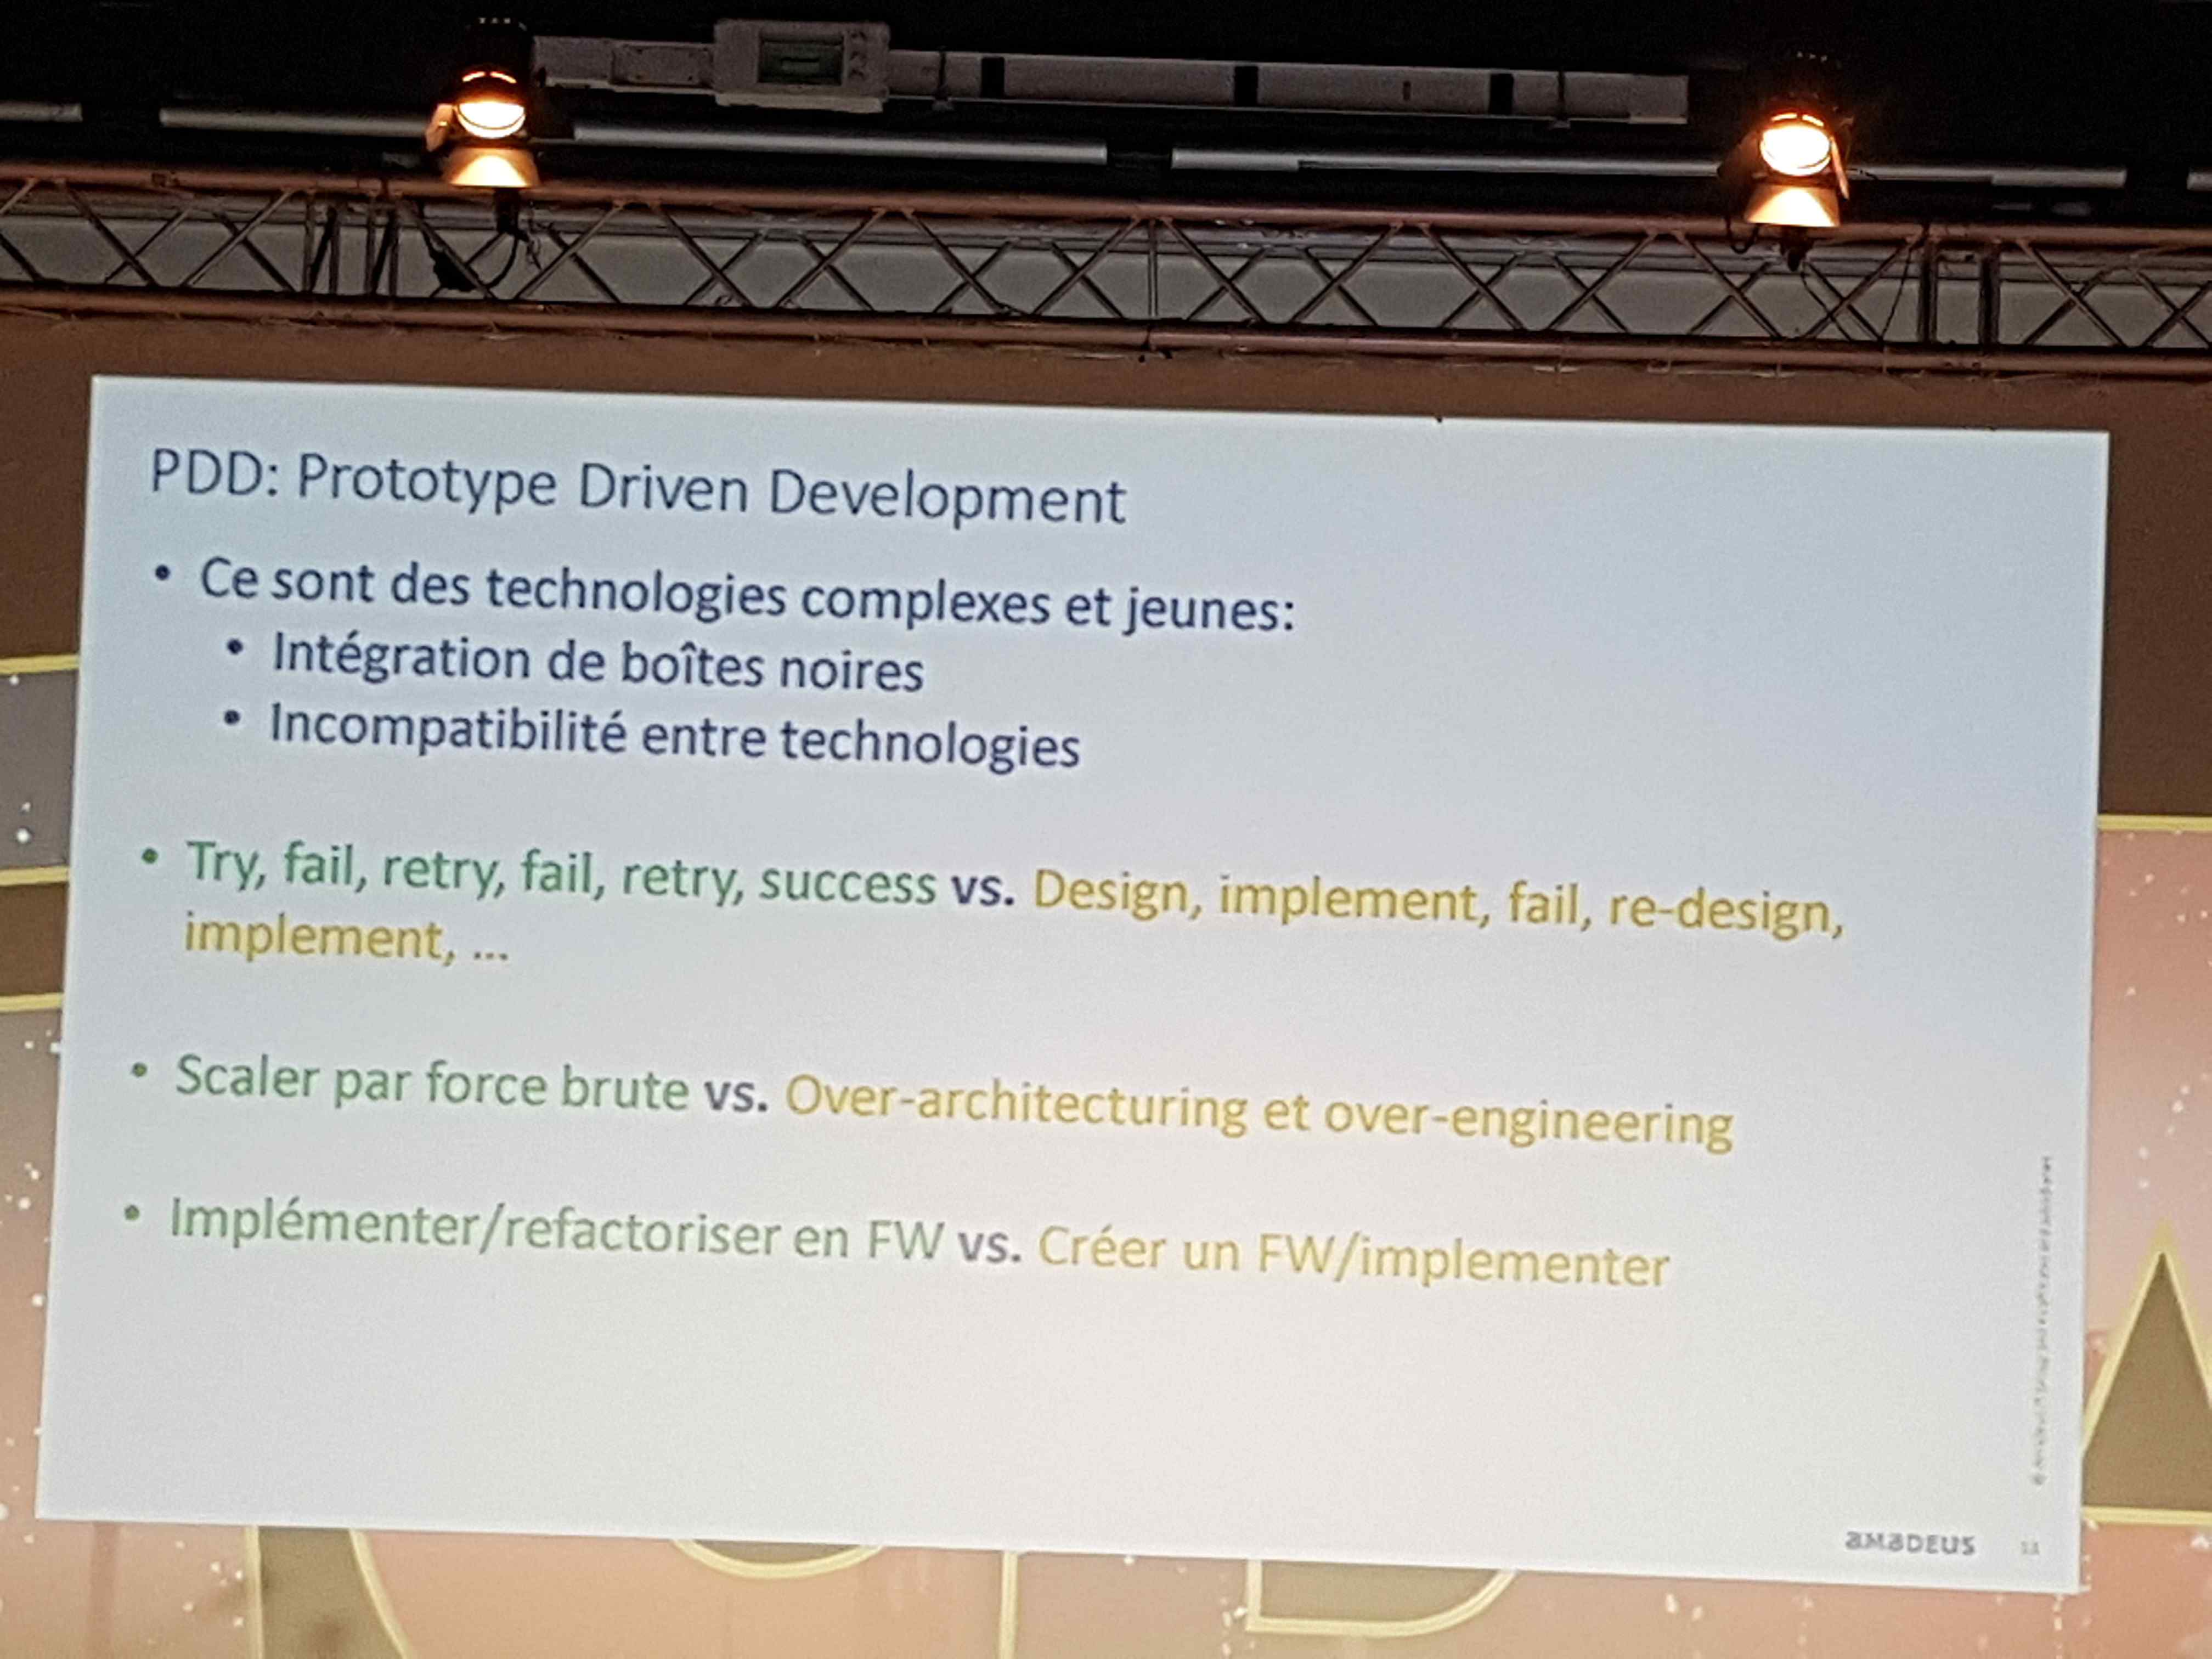 PDD: Prototype Driven Development
• Ce sont des technologies complexes et jeunes:
• Intégration de boîtes noires
• Incompatibilité entre technologies
• Try, fail, retry, fail, retry, success vs. Design, implement, fail, re-design,
implement, ...
• Scaler par force brute vs. Over-architecturing et over-engineering
• Implémenter/refactoriser en FW vs. Créer un FW/implementer
amadeus